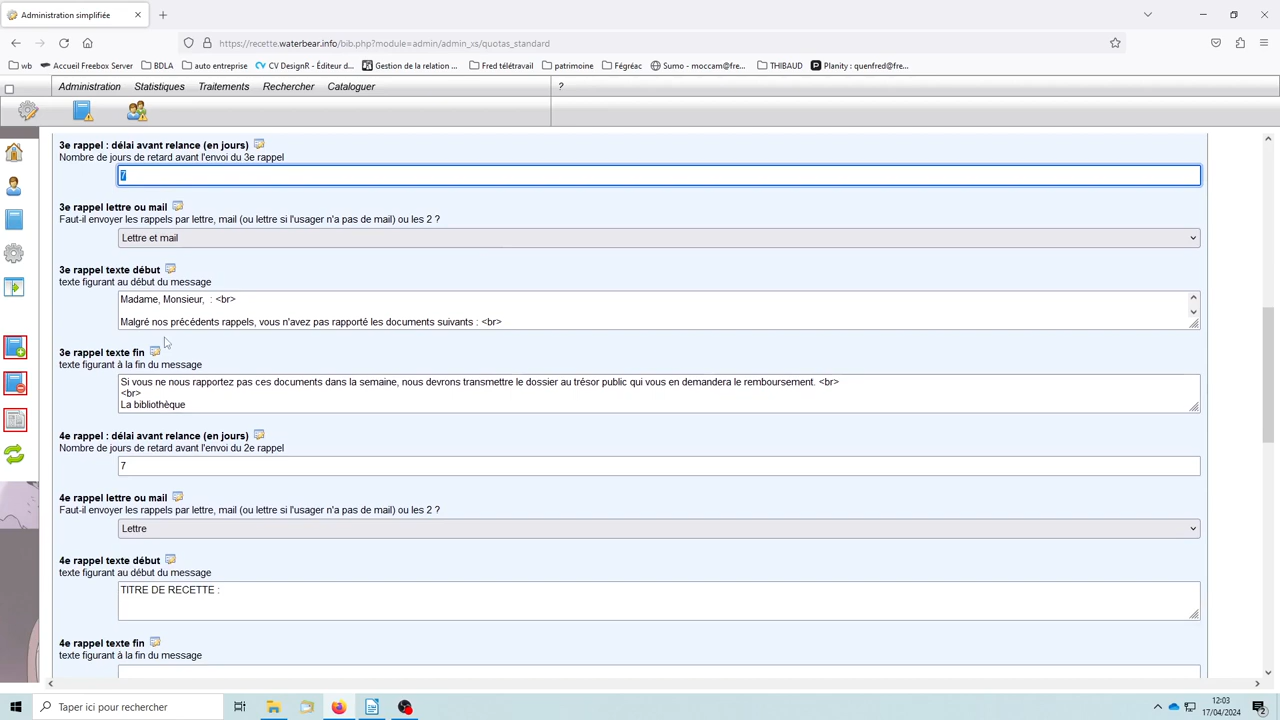 Administration simplifiée
https://recette.waterbear.info/bib.php?module=admin/admin_xs/quotas_standard
wb Accueil Freebox Server BDLA auto entreprise CV DesignR - Éditeur d... Gestion de la relation ... Fred télétravail patrimoine Fégréac Sumo - moccam@fre... THIBAUD Planity : quenfred@fre...
Administration Statistiques Traitements Rechercher Cataloguer ?
3e rappel : délai avant relance (en jours)
Nombre de jours de retard avant l'envoi du 3e rappel
7
3e rappel lettre ou mail
Faut-il envoyer les rappels par lettre, mail (ou lettre si l'usager n'a pas de mail) ou les 2 ?
Lettre et mail
3e rappel texte début
texte figurant au début du message
Madame, Monsieur,  : <br>
Malgré nos précédents rappels, vous n'avez pas rapporté les documents suivants : <br>
3e rappel texte fin
texte figurant à la fin du message
Si vous ne nous rapportez pas ces documents dans la semaine, nous devrons transmettre le dossier au trésor public qui vous en demandera le remboursement. <br>
<br>
La bibliothèque
4e rappel : délai avant relance (en jours)
Nombre de jours de retard avant l'envoi du 2e rappel
7
4e rappel lettre ou mail
Faut-il envoyer les rappels par lettre, mail (ou lettre si l'usager n'a pas de mail) ou les 2 ?
Lettre
4e rappel texte début
texte figurant au début du message
TITRE DE RECETTE :
4e rappel texte fin
texte figurant à la fin du message
Taper ici pour rechercher
12:03
17/04/2024
2